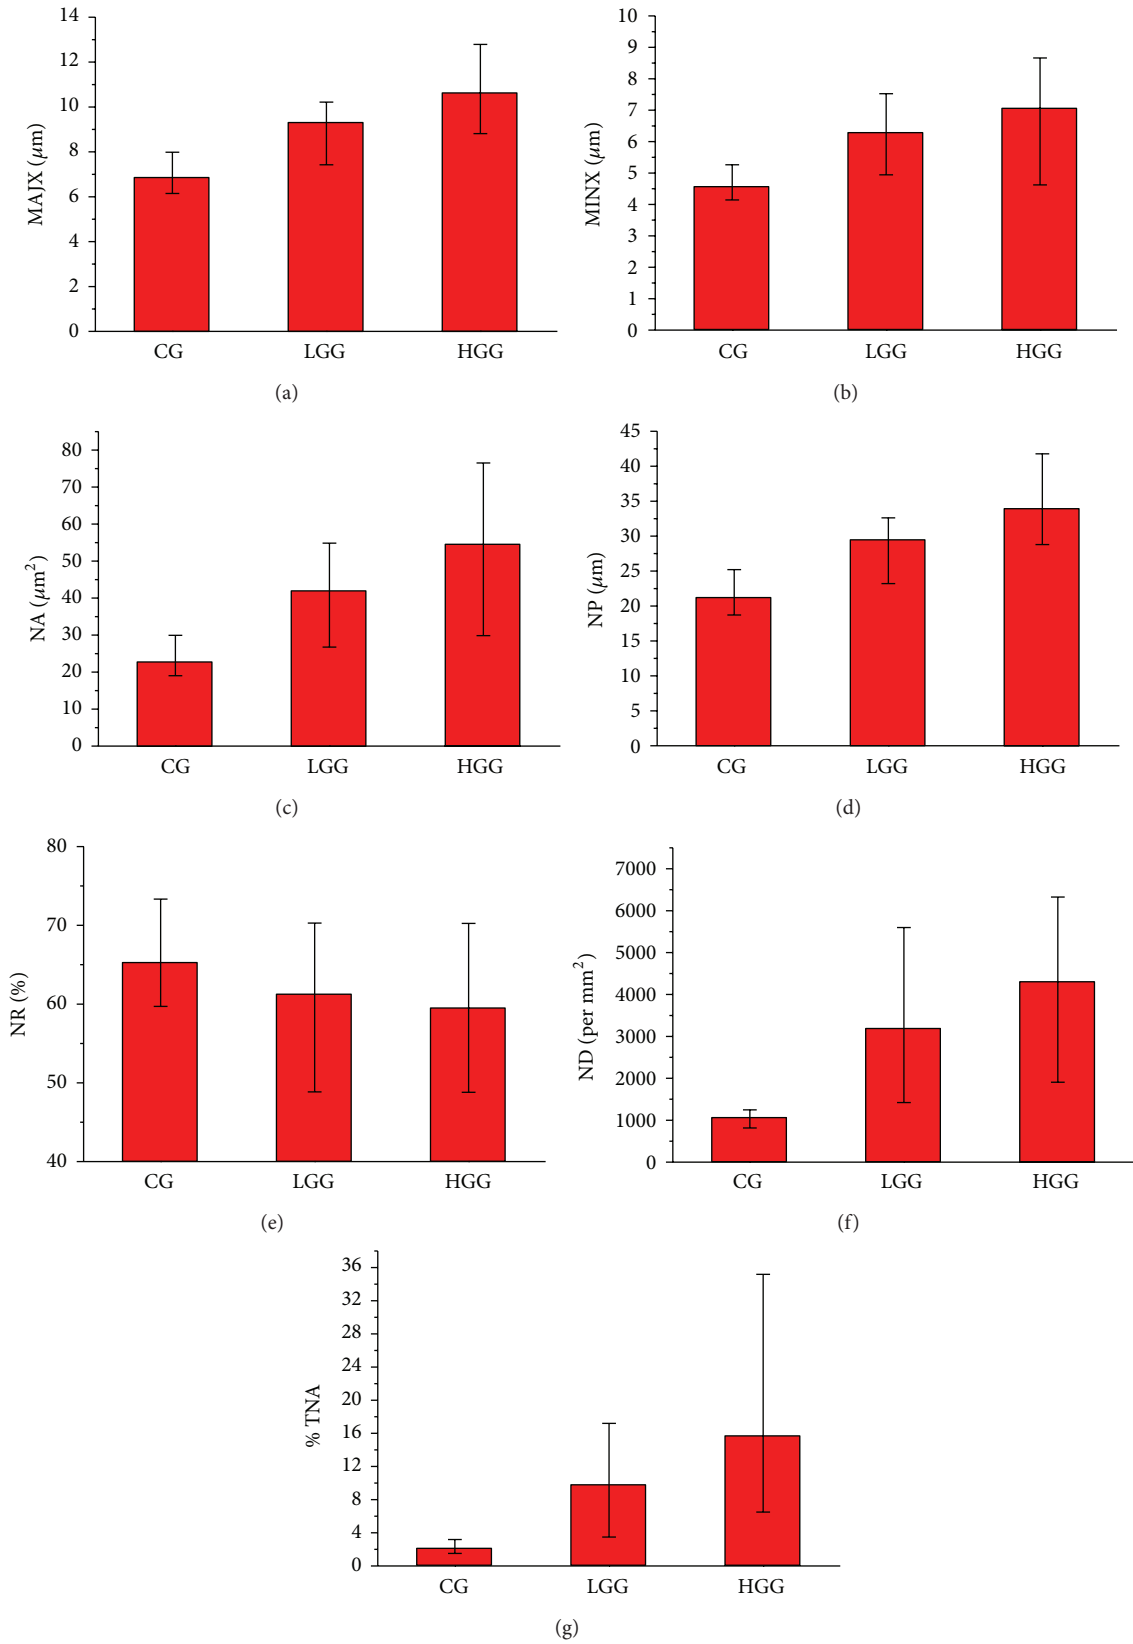 14
12
10
8
6
4
2
0
MAJX (μm)
CG LGG HGG
(a)
10
9
8
7
6
5
4
3
2
1
0
MINX (μm)
CG LGG HGG
(b)
80
70
60
50
40
30
20
10
0
NA (μm²)
CG LGG HGG
(c)
45
40
35
30
25
20
15
10
5
0
NP (μm)
CG LGG HGG
(d)
80
70
60
50
40
NR (%)
CG LGG HGG
(e)
7000
6000
5000
4000
3000
2000
1000
0
ND (per mm²)
CG LGG HGG
(f)
36
32
28
24
20
16
12
8
4
0
% TNA
CG LGG HGG
(g)